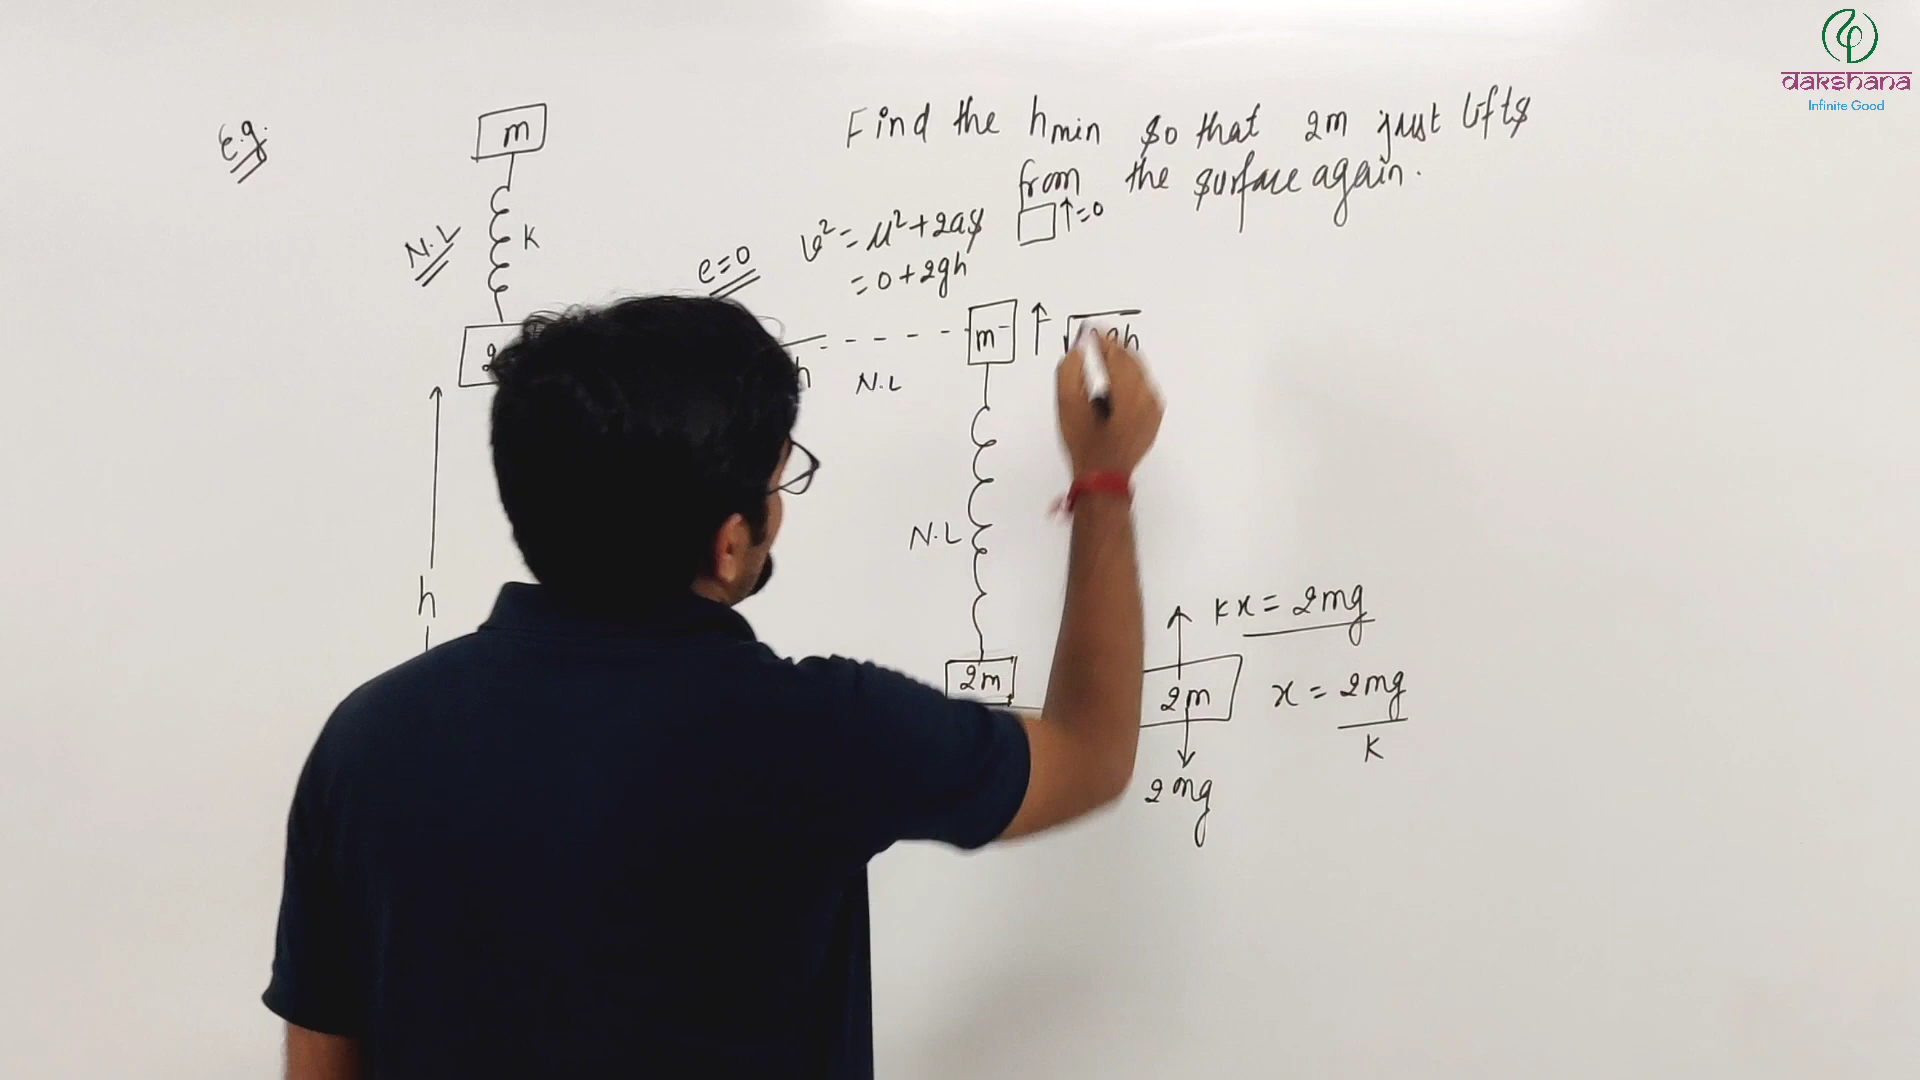 dakshana
Infinite Good
E.g.
m
Find the hmin so that 2m just lifts
from the surface again.
N.L
K
v² = u² + 2as
= 0 + 2gh
↑ = 0
e = 0
2
m
h
N.L
N.L
h
2m
Kx = 2mg
2m
x = 2mg/K
2mg